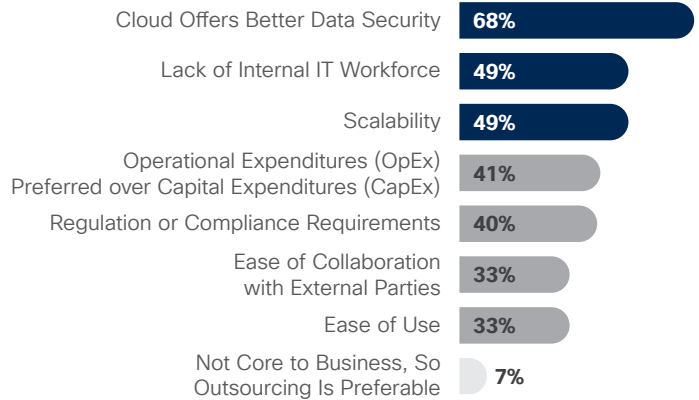 Cloud Offers Better Data Security 68%
Lack of Internal IT Workforce 49%
Scalability 49%
Operational Expenditures (OpEx)
Preferred over Capital Expenditures (CapEx) 41%
Regulation or Compliance Requirements 40%
Ease of Collaboration
with External Parties 33%
Ease of Use 33%
Not Core to Business, So
Outsourcing Is Preferable 7%